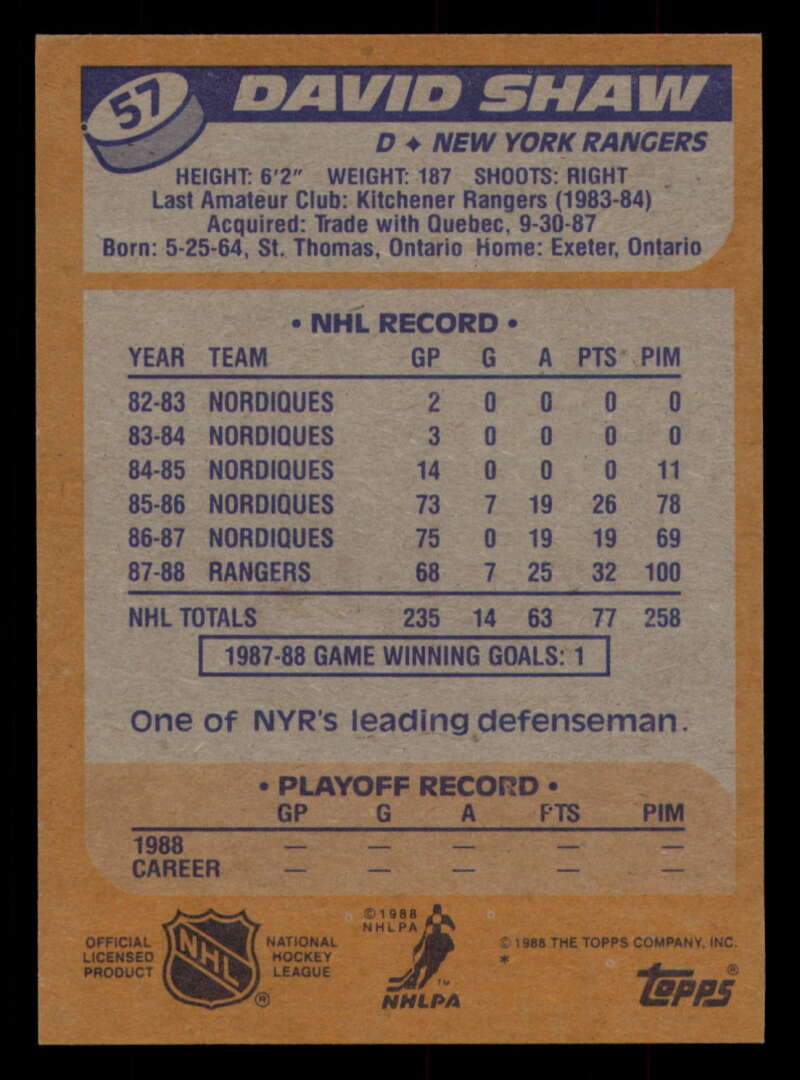 57 DAVID SHAW
D ✦ NEW YORK RANGERS
HEIGHT: 6'2" WEIGHT: 187 SHOOTS: RIGHT
Last Amateur Club: Kitchener Rangers (1983-84)
Acquired: Trade with Quebec, 9-30-87
Born: 5-25-64, St. Thomas, Ontario Home: Exeter, Ontario
• NHL RECORD •
YEAR TEAM GP G A PTS PIM
82-83 NORDIQUES 2 0 0 0 0
83-84 NORDIQUES 3 0 0 0 0
84-85 NORDIQUES 14 0 0 0 11
85-86 NORDIQUES 73 7 19 26 78
86-87 NORDIQUES 75 0 19 19 69
87-88 RANGERS 68 7 25 32 100
NHL TOTALS 235 14 63 77 258
1987-88 GAME WINNING GOALS: 1
One of NYR's leading defenseman.
• PLAYOFF RECORD •
GP G A PTS PIM
1988 — — — — —
CAREER — — — — —
OFFICIAL
LICENSED
PRODUCT
NHL ®
NATIONAL
HOCKEY
LEAGUE
© 1988
NHLPA
™
NHLPA
© 1988 THE TOPPS COMPANY, INC.
*
Topps ®